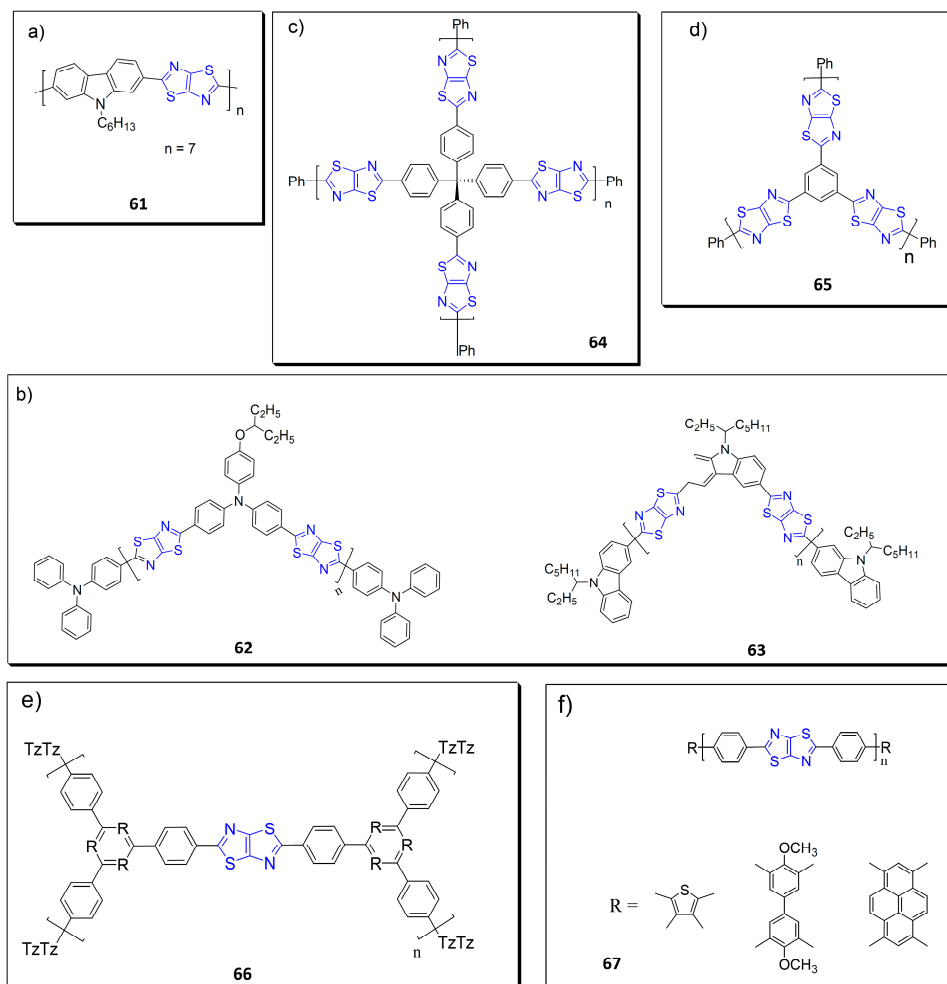 a)
N S
S N
N
n
C6H13
n = 7
61
c)
Ph
N S
S N
S N N S
Ph Ph
N S S N
n
S N
N S
Ph
64
d)
Ph
N S
S N
S N N S
Ph Ph
N S S N
n
65
b)
C2H5
O C2H5
N
N S N S
S N S N
n
N N
62
C2H5 C5H11
N
S N N S
N S S N
n
C2H5
C5H11
N
C5H11
N
C2H5
63
e)
TzTz TzTz
R R
R N S R
R R
R S N R
TzTz TzTz
n
66
f)
N S
R R
S N
n
R =
S
OCH3
OCH3
67